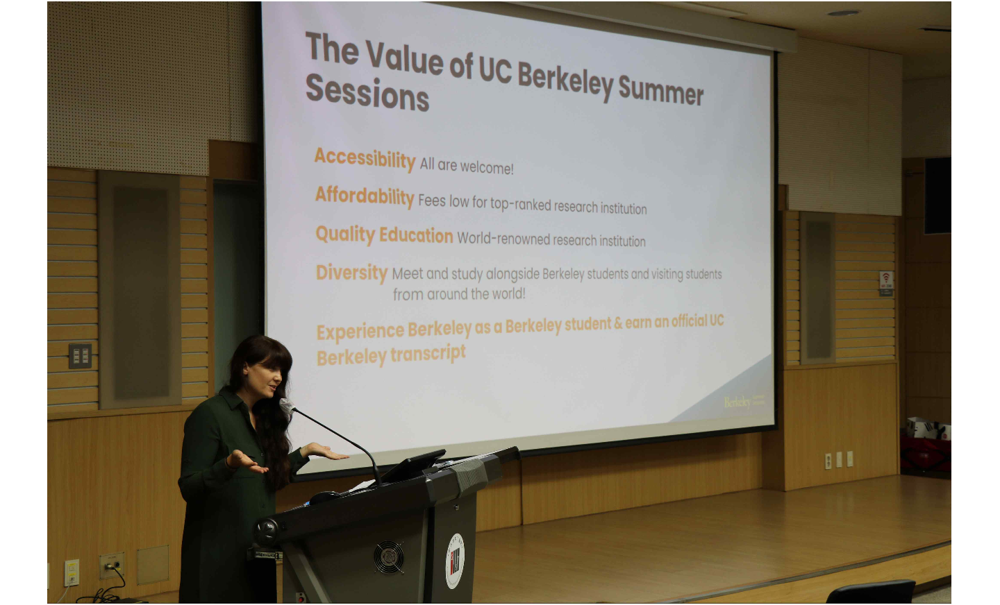 The Value of UC Berkeley Summer
Sessions
Accessibility All are welcome!
Affordability Fees low for top-ranked research institution
Quality Education World-renowned research institution
Diversity Meet and study alongside Berkeley students and visiting students
from around the world!
Experience Berkeley as a Berkeley student & earn an official UC
Berkeley transcript
Berkeley